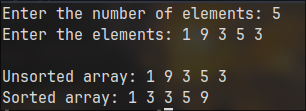 Enter the number of elements: 5
Enter the elements: 1 9 3 5 3
Unsorted array: 1 9 3 5 3
Sorted array: 1 3 3 5 9